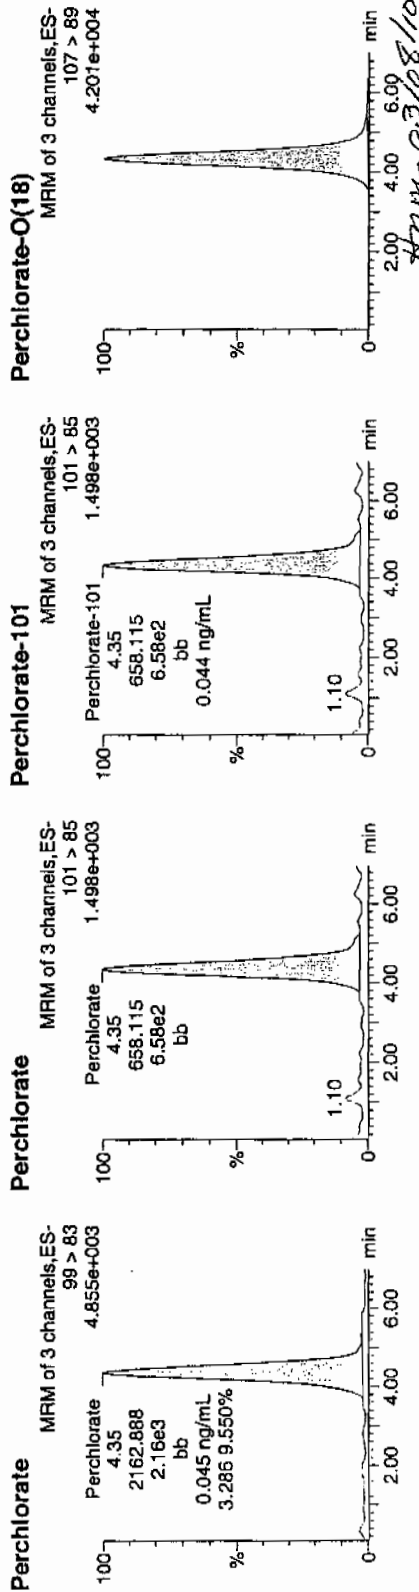 Perchlorate
MRM of 3 channels,ES-
99 > 83
4.855e+003
100
Perchlorate
4.35
2162.888
2.16e3
bb
0.045 ng/mL
3.286 9.550%
%
0
2.00
4.00
6.00
min
Perchlorate
MRM of 3 channels,ES-
101 > 85
1.498e+003
100
Perchlorate
4.35
658.115
6.58e2
bb
%
1.10
0
2.00
4.00
6.00
min
Perchlorate-101
MRM of 3 channels,ES-
101 > 85
1.498e+003
100
Perchlorate-101
4.35
658.115
6.58e2
bb
0.044 ng/mL
%
1.10
0
2.00
4.00
6.00
min
Perchlorate-O(18)
MRM of 3 channels,ES-
107 > 89
4.201e+004
100
%
0
2.00
4.00
6.00
min
03/08/10